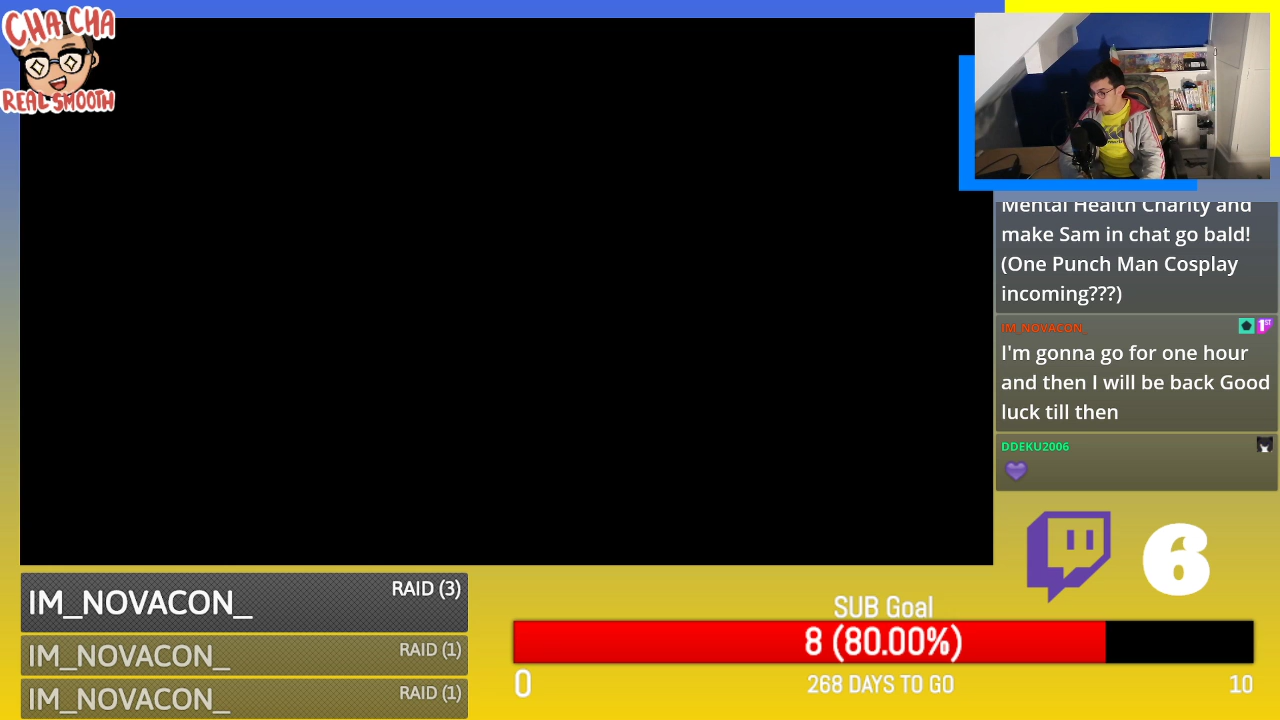 CHA CHA
REAL SMOOTH
Mental Health Charity and
make Sam in chat go bald!
(One Punch Man Cosplay
incoming???)
IM_NOVACON_
1ST
I'm gonna go for one hour
and then I will be back Good
luck till then
DDEKU2006
6
IM_NOVACON_ RAID (3)
IM_NOVACON_ RAID (1)
IM_NOVACON_ RAID (1)
SUB Goal
8 (80.00%)
0 268 DAYS TO GO 10